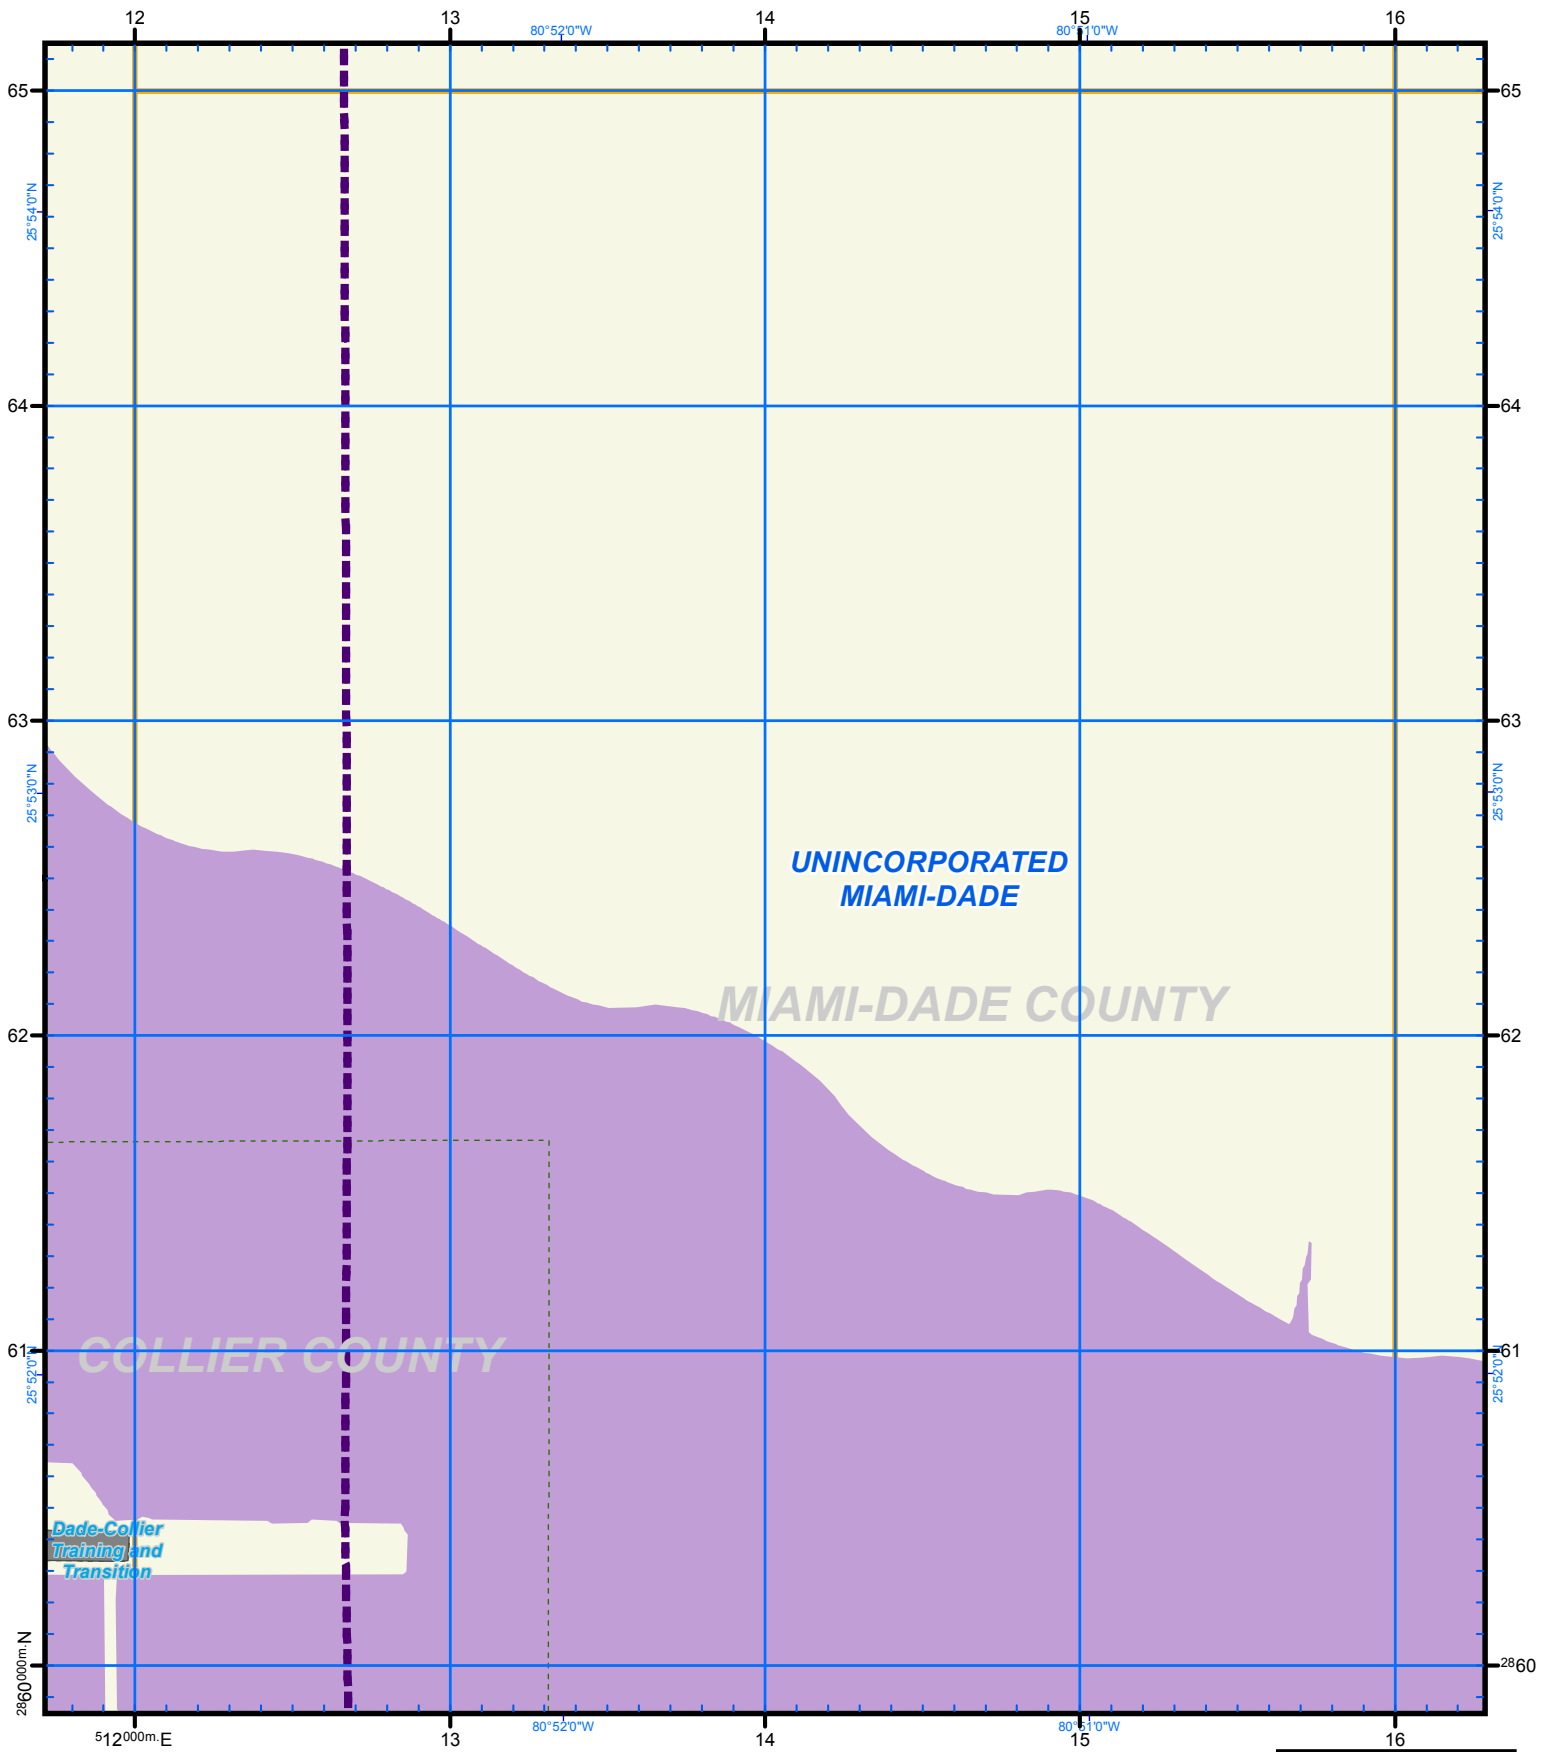 12 13 14 15 16
80°52'0"W 80°51'0"W
65 65
25°54'0"N 25°54'0"N
64 64
63 63
25°53'0"N 25°53'0"N
UNINCORPORATED
MIAMI-DADE
MIAMI-DADE COUNTY
62 62
COLLIER COUNTY
61 61
25°52'0"N 25°52'0"N
Dade-Collier
Training and
Transition
2860000m.N 2860
80°52'0"W 80°51'0"W
512000m.E 13 14 15 16